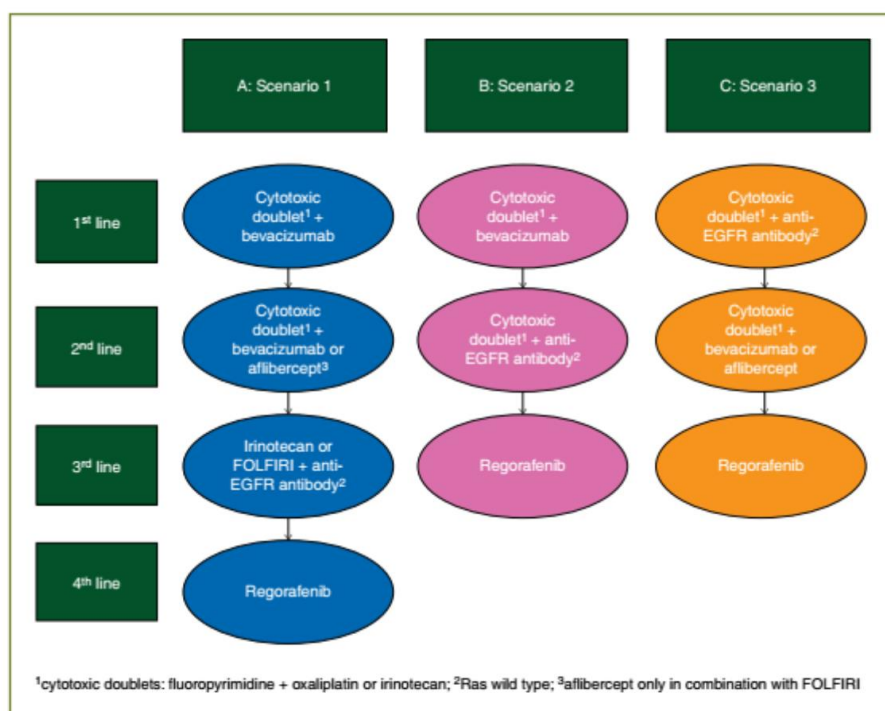 A: Scenario 1
B: Scenario 2
C: Scenario 3
1st line
Cytotoxic
doublet¹ +
bevacizumab
Cytotoxic
doublet¹ +
bevacizumab
Cytotoxic
doublet¹ + anti-
EGFR antibody²
2nd line
Cytotoxic
doublet¹ +
bevacizumab or
aflibercept³
Cytotoxic
doublet¹ + anti-
EGFR antibody²
Cytotoxic
doublet¹ +
bevacizumab or
aflibercept
3rd line
Irinotecan or
FOLFIRI + anti-
EGFR antibody²
Regorafenib
Regorafenib
4th line
Regorafenib
¹cytotoxic doublets: fluoropyrimidine + oxaliplatin or irinotecan; ²Ras wild type; ³aflibercept only in combination with FOLFIRI